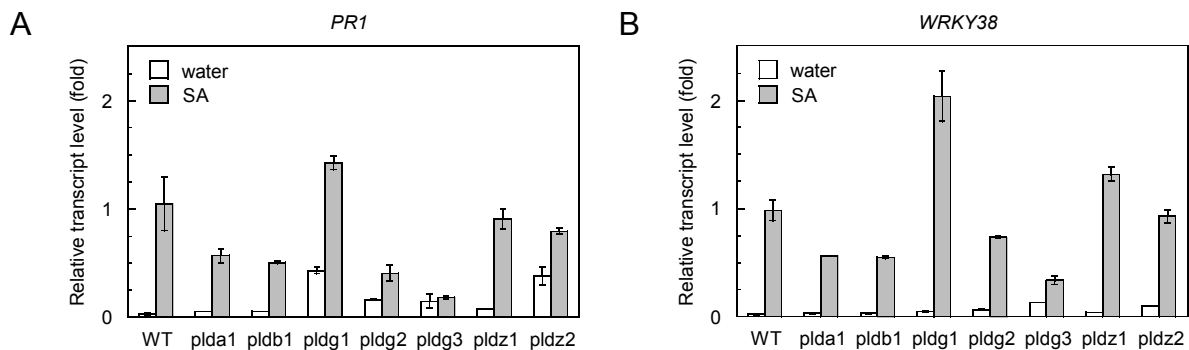 A
PR1
Relative transcript level (fold)
2
1
0
water
SA
WT plda1 pldb1 pldg1 pldg2 pldg3 pldz1 pldz2
B
WRKY38
Relative transcript level (fold)
2
1
0
water
SA
WT plda1 pldb1 pldg1 pldg2 pldg3 pldz1 pldz2